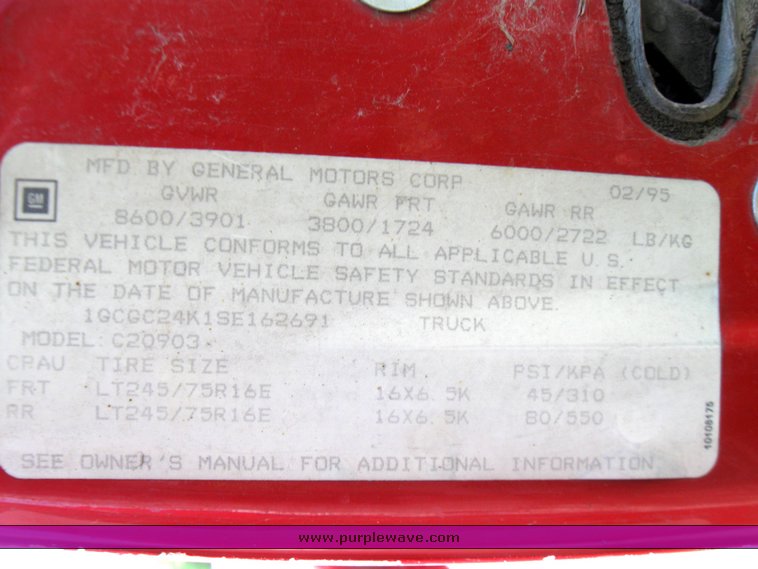 MFD BY GENERAL MOTORS CORP 02/95
GM
GVWR GAWR FRT GAWR RR
8600/3901 3800/1724 6000/2722 LB/KG
THIS VEHICLE CONFORMS TO ALL APPLICABLE U.S.
FEDERAL MOTOR VEHICLE SAFETY STANDARDS IN EFFECT
ON THE DATE OF MANUFACTURE SHOWN ABOVE.
1GCGC24K1SE162691 TRUCK
MODEL: C20903
CRAU TIRE SIZE RIM PSI/KPA (COLD)
FRT LT245/75R16E 16X6.5K 45/310
RR LT245/75R16E 16X6.5K 80/550
10108175
SEE OWNER'S MANUAL FOR ADDITIONAL INFORMATION
www.purplewave.com